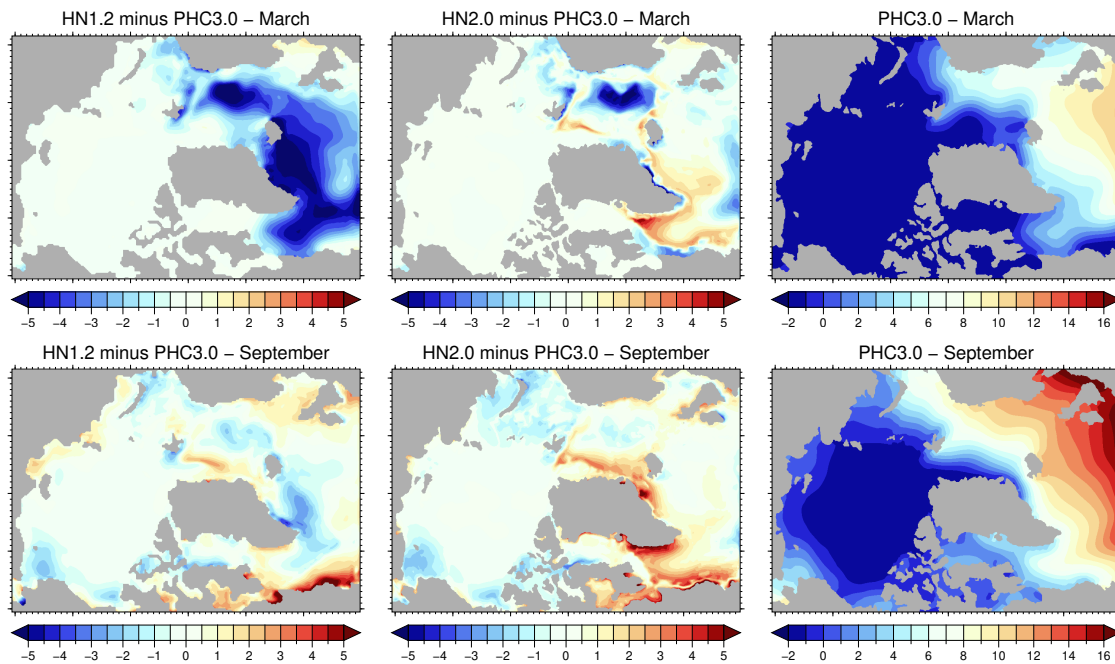 HN1.2 minus PHC3.0 − March
HN2.0 minus PHC3.0 − March
PHC3.0 − March
−5 −4 −3 −2 −1 0 1 2 3 4 5
−5 −4 −3 −2 −1 0 1 2 3 4 5
−2 0 2 4 6 8 10 12 14 16
HN1.2 minus PHC3.0 − September
HN2.0 minus PHC3.0 − September
PHC3.0 − September
−5 −4 −3 −2 −1 0 1 2 3 4 5
−5 −4 −3 −2 −1 0 1 2 3 4 5
−2 0 2 4 6 8 10 12 14 16